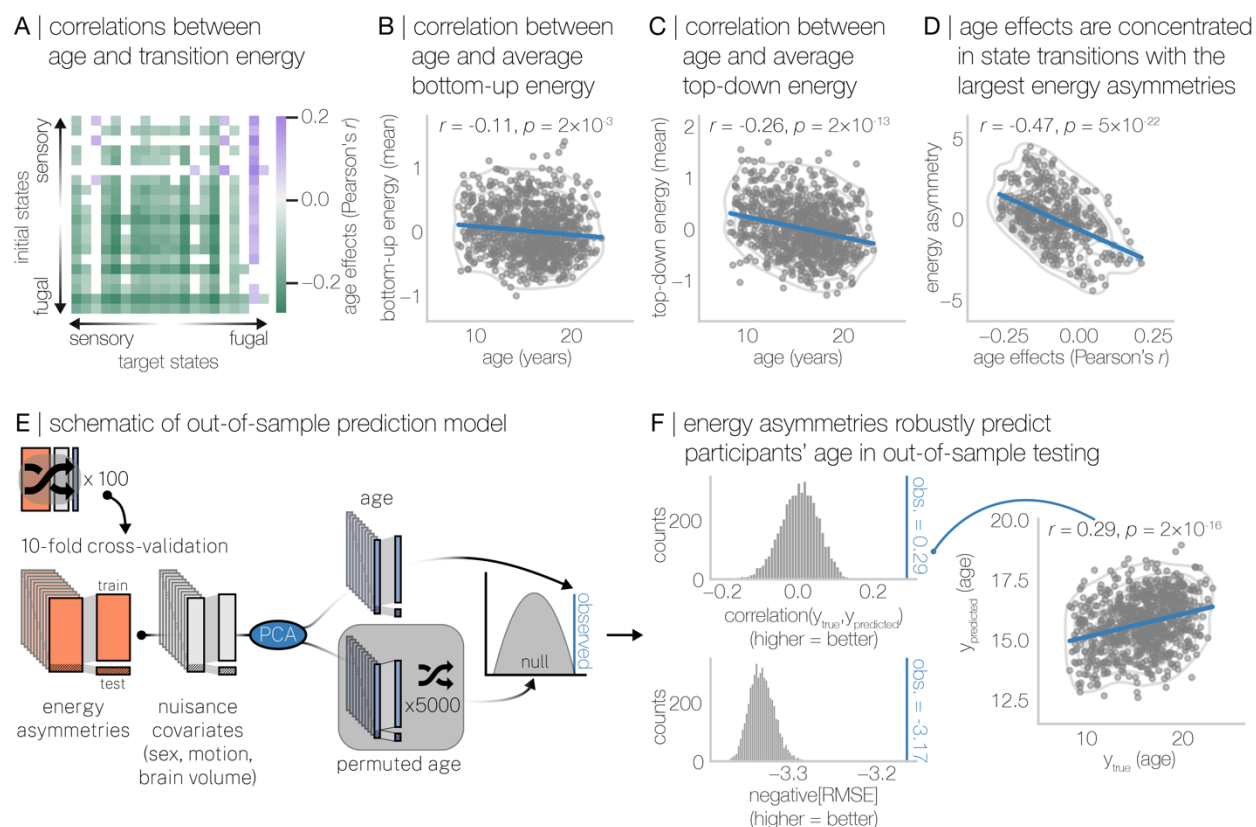 A | correlations between
age and transition energy
sensory
fugal
initial states
sensory
fugal
target states
0.2
0.0
−0.2
age effects (Pearson's r)
B | correlation between
age and average
bottom-up energy
r = -0.11, p = 2×10⁻³
1
0
−1
bottom-up energy (mean)
10
20
age (years)
C | correlation between
age and average
top-down energy
r = -0.26, p = 2×10⁻¹³
2
1
0
−1
top-down energy (mean)
10
20
age (years)
D | age effects are concentrated
in state transitions with the
largest energy asymmetries
r = -0.47, p = 5×10⁻²²
5
0
−5
energy asymmetry
−0.25
0.00
0.25
age effects (Pearson's r)
E | schematic of out-of-sample prediction model
x 100
10-fold cross-validation
train
test
energy
asymmetries
nuisance
covariates
(sex, motion,
brain volume)
PCA
age
x5000
permuted age
null
observed
F | energy asymmetries robustly predict
participants' age in out-of-sample testing
200
0
counts
−0.2
0.0
0.2
obs. = 0.29
correlation(y_true,y_predicted)
(higher = better)
200
0
counts
−3.3
−3.2
obs. = -3.17
negative[RMSE]
(higher = better)
r = 0.29, p = 2×10⁻¹⁶
20.0
17.5
15.0
12.5
y_predicted (age)
10
20
y_true (age)